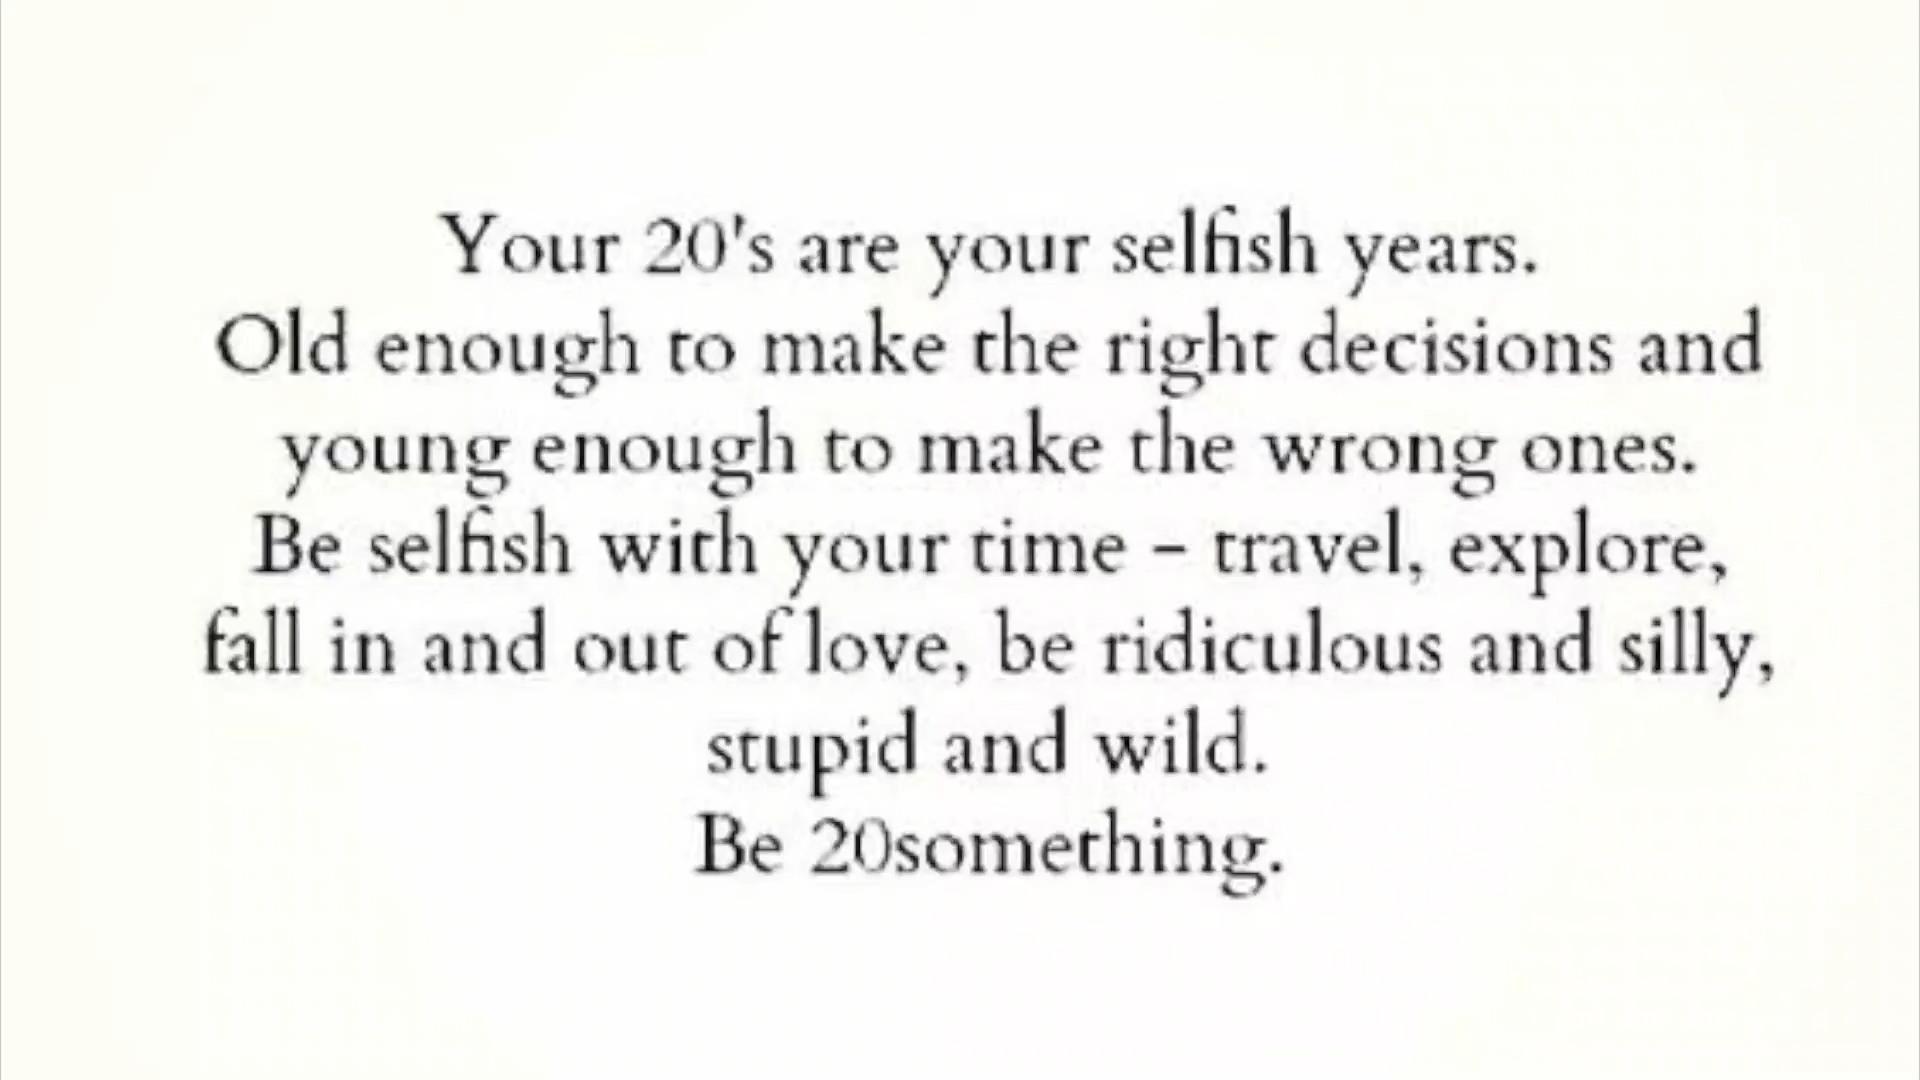 Your 20's are your selfish years.
Old enough to make the right decisions and
young enough to make the wrong ones.
Be selfish with your time – travel, explore,
fall in and out of love, be ridiculous and silly,
stupid and wild.
Be 20something.